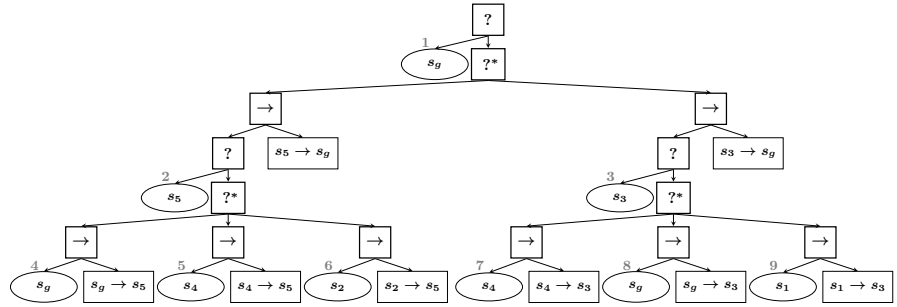 ?
1
s_g ?*
→ →
? s_5 → s_g ? s_3 → s_g
2 3
s_5 ?* s_3 ?*
→ → → → → →
4 5 6 7 8 9
s_g s_g → s_5 s_4 s_4 → s_5 s_2 s_2 → s_5 s_4 s_4 → s_3 s_g s_g → s_3 s_1 s_1 → s_3